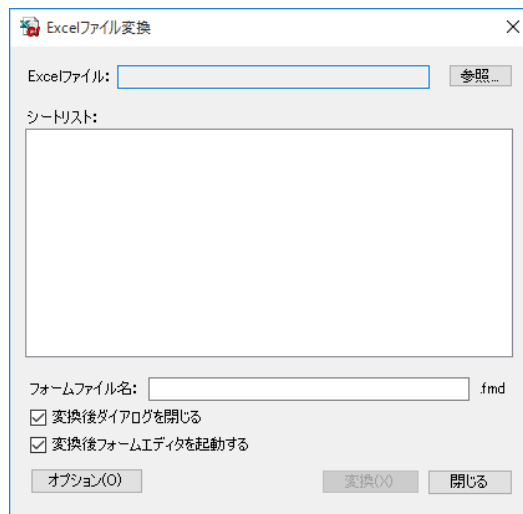 Excelファイル変換
Excelファイル: 参照...
シートリスト:
フォームファイル名: .fmd
変換後ダイアログを閉じる
変換後フォームエディタを起動する
オプション(O) 変換(X) 閉じる